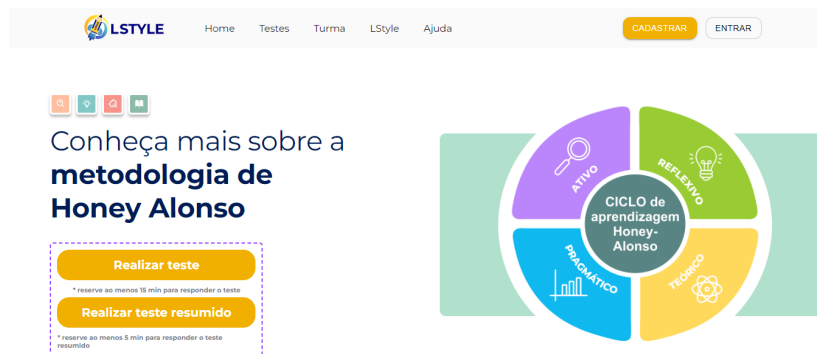 LSTYLE
Home Testes Turma LStyle Ajuda
CADASTRAR ENTRAR
Conheça mais sobre a
metodologia de
Honey Alonso
Realizar teste
* reserve ao menos 15 min para responder o teste
Realizar teste resumido
* reserve ao menos 5 min para responder o teste
resumido
ATIVO
REFLEXIVO
CICLO de
aprendizagem
Honey-
Alonso
PRAGMÁTICO
TEÓRICO